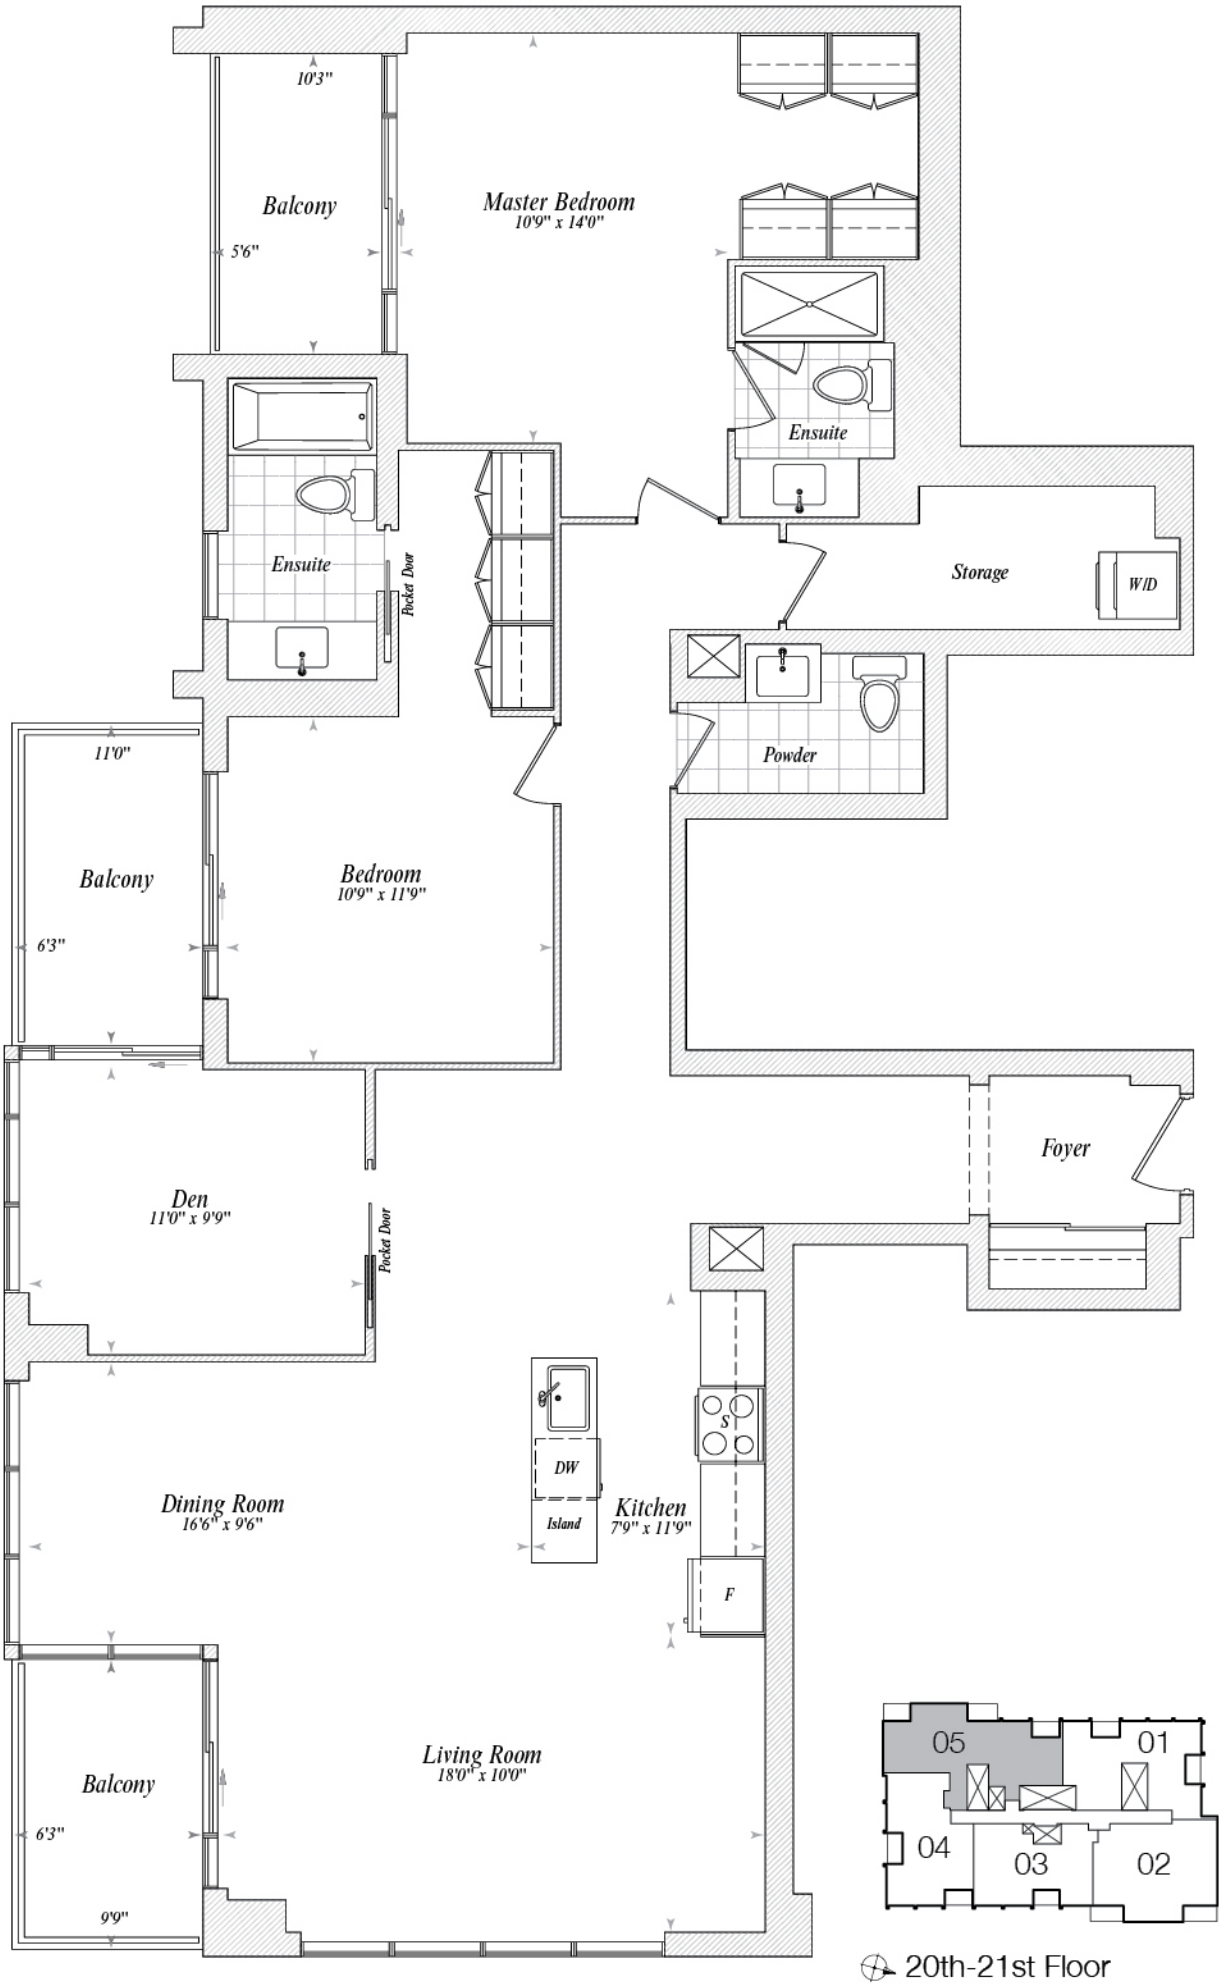 10'3"
Balcony
5'6"
Master Bedroom
10'9" x 14'0"
Ensuite
Ensuite
Pocket Door
Storage
W/D
Powder
11'0"
Balcony
6'3"
Bedroom
10'9" x 11'9"
Foyer
Den
11'0" x 9'9"
Pocket Door
S
DW
Island
Dining Room
16'6" x 9'6"
Kitchen
7'9" x 11'9"
F
Living Room
18'0" x 10'0"
Balcony
6'3"
9'9"
05
01
04
03
02
20th-21st Floor